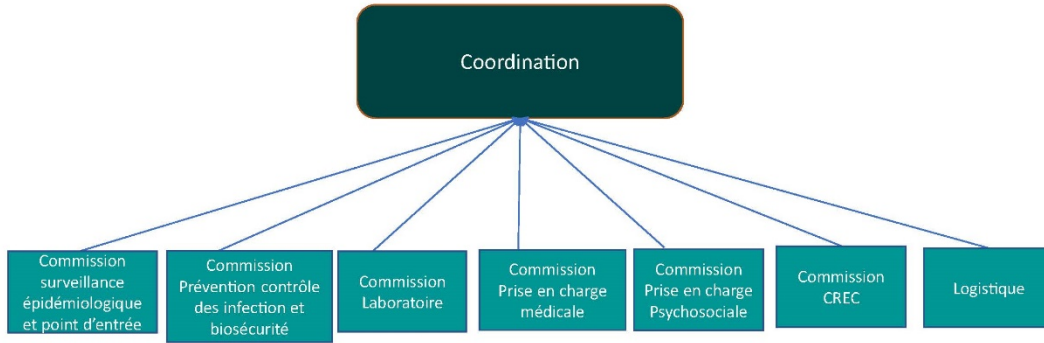 Coordination
Commission
surveillance
épidémiologique
et point d'entrée
Commission
Prévention contrôle
des infection et
biosécurité
Commission
Laboratoire
Commission
Prise en charge
médicale
Commission
Prise en charge
Psychosociale
Commission
CREC
Logistique